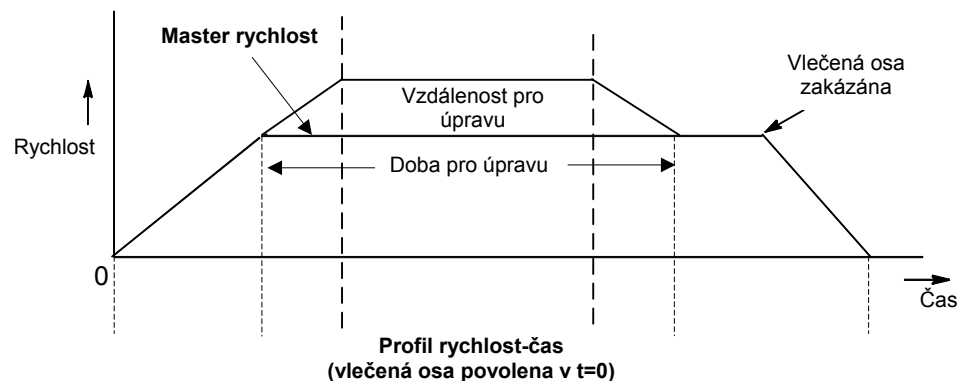 Master rychlost
Vlečená osa
zakázána
Vzdálenost pro
úpravu
Rychlost
Doba pro úpravu
0
Čas
Profil rychlost-čas
(vlečená osa povolena v t=0)